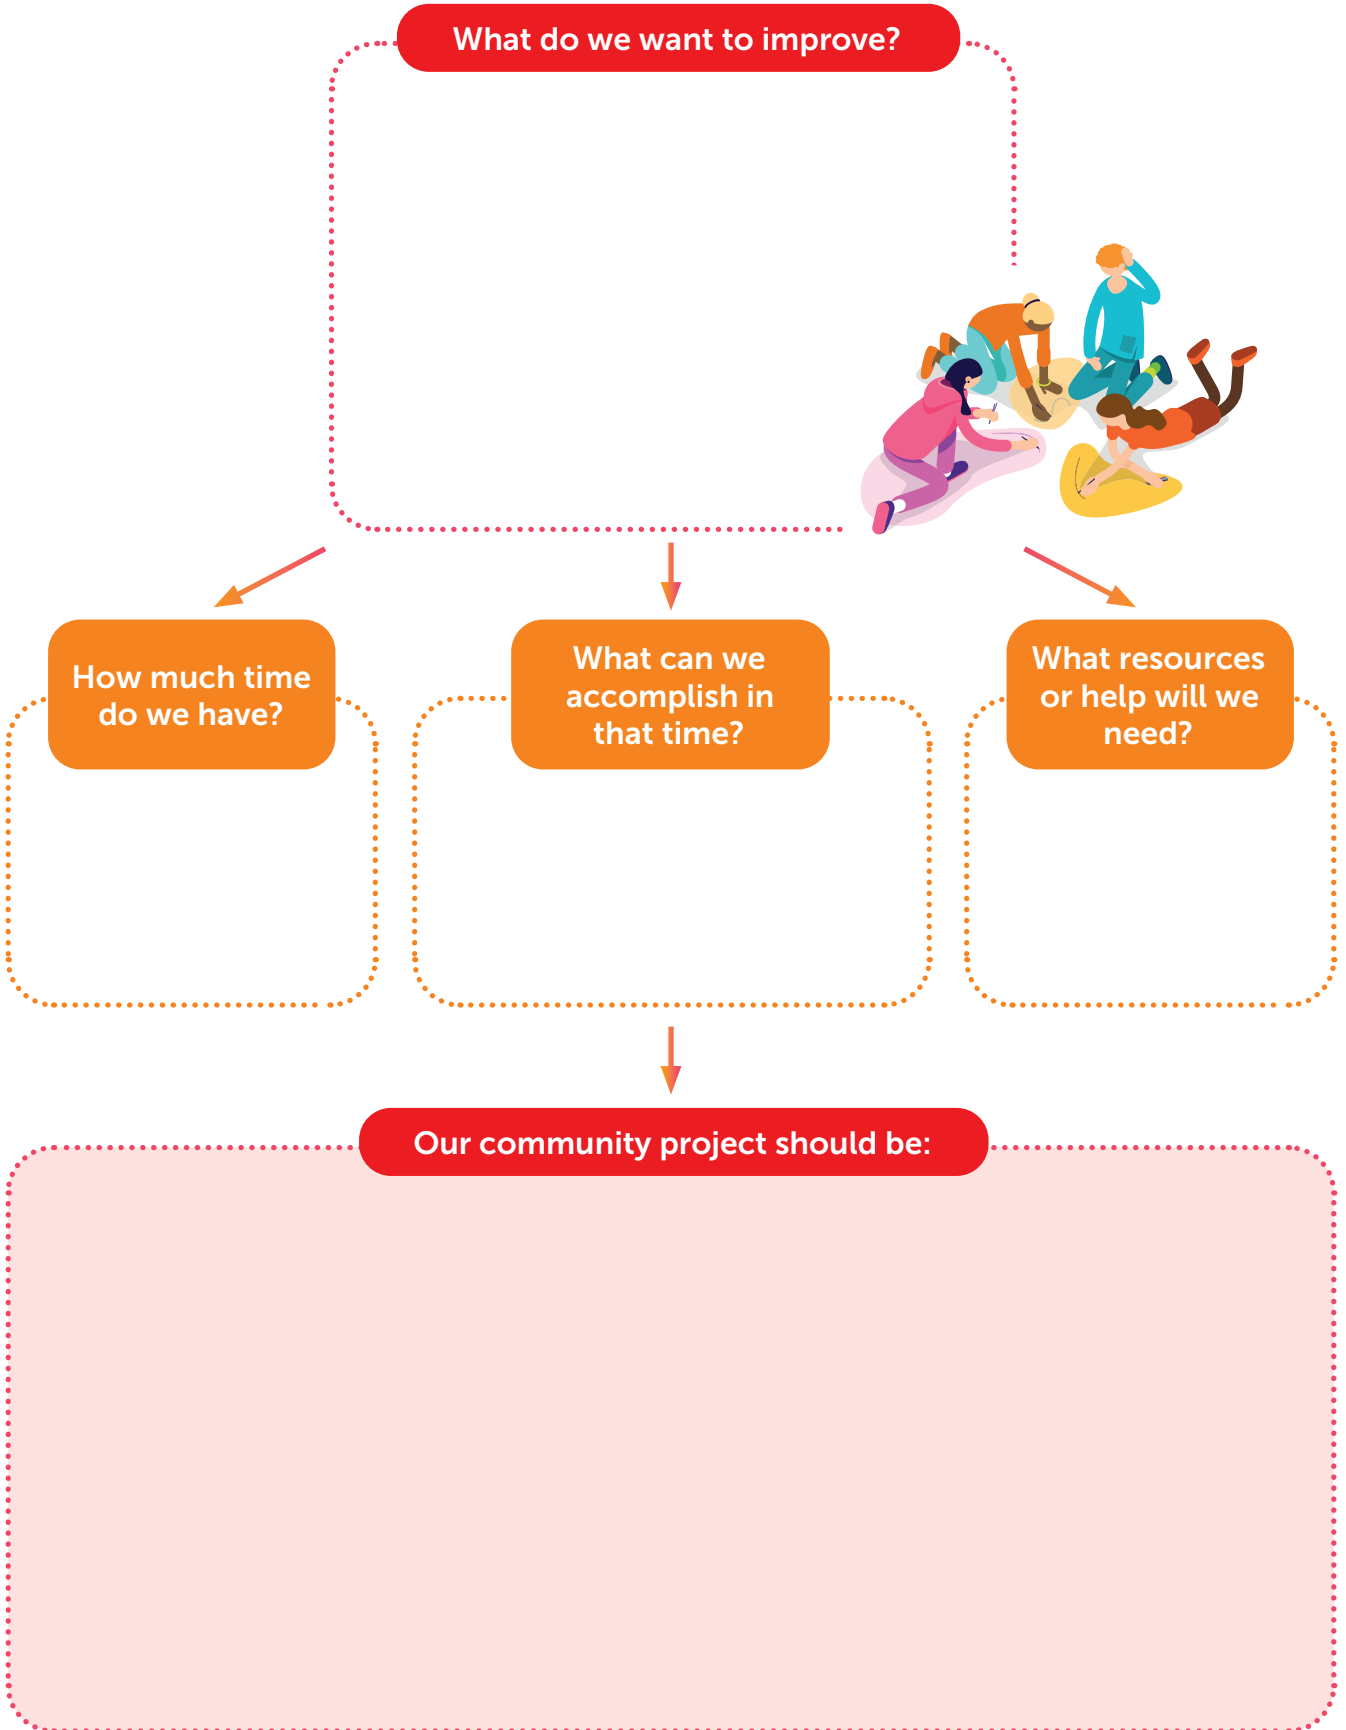 What do we want to improve?
How much time
do we have?
What can we
accomplish in
that time?
What resources
or help will we
need?
Our community project should be: